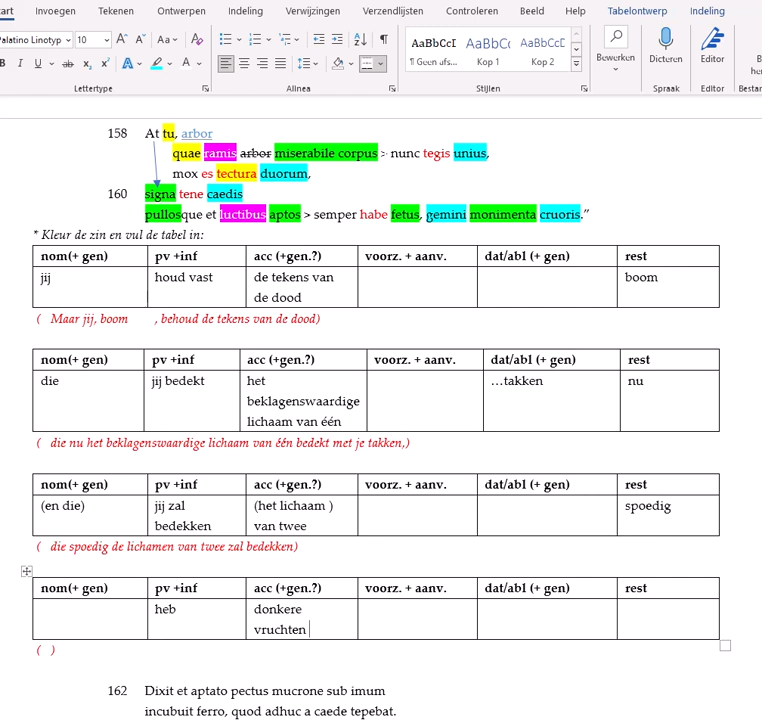 art Invoegen Tekenen Ontwerpen Indeling Verwijzingen Verzendlijsten Controleren Beeld Help Tabelontwerp Indeling
Palatino Linotyp 10 A A Aa A
B I U ab x₂ x² A A
AaBbCcI AaBbC AaBbCcD
¶ Geen afs... Kop 1 Kop 2
Bewerken Dicteren Editor
Lettertype Alinea Stijlen Spraak Editor
158 At tu, arbor
quae ramis arbor miserabile corpus > nunc tegis unius,
mox es tectura duorum,
160 signa tene caedis
pullosque et luctibus aptos > semper habe fetus, gemini monimenta cruoris.”
* Kleur de zin en vul de tabel in:
nom(+ gen) pv +inf acc (+gen.?) voorz. + aanv. dat/abl (+ gen) rest
jij houd vast de tekens van boom
de dood
( Maar jij, boom , behoud de tekens van de dood)
nom(+ gen) pv +inf acc (+gen.?) voorz. + aanv. dat/abl (+ gen) rest
die jij bedekt het …takken nu
beklagenswaardige
lichaam van één
( die nu het beklagenswaardige lichaam van één bedekt met je takken,)
nom(+ gen) pv +inf acc (+gen.?) voorz. + aanv. dat/abl (+ gen) rest
(en die) jij zal (het lichaam ) spoedig
bedekken van twee
( die spoedig de lichamen van twee zal bedekken)
nom(+ gen) pv +inf acc (+gen.?) voorz. + aanv. dat/abl (+ gen) rest
heb donkere
vruchten
( )
162 Dixit et aptato pectus mucrone sub imum
incubuit ferro, quod adhuc a caede tepebat.